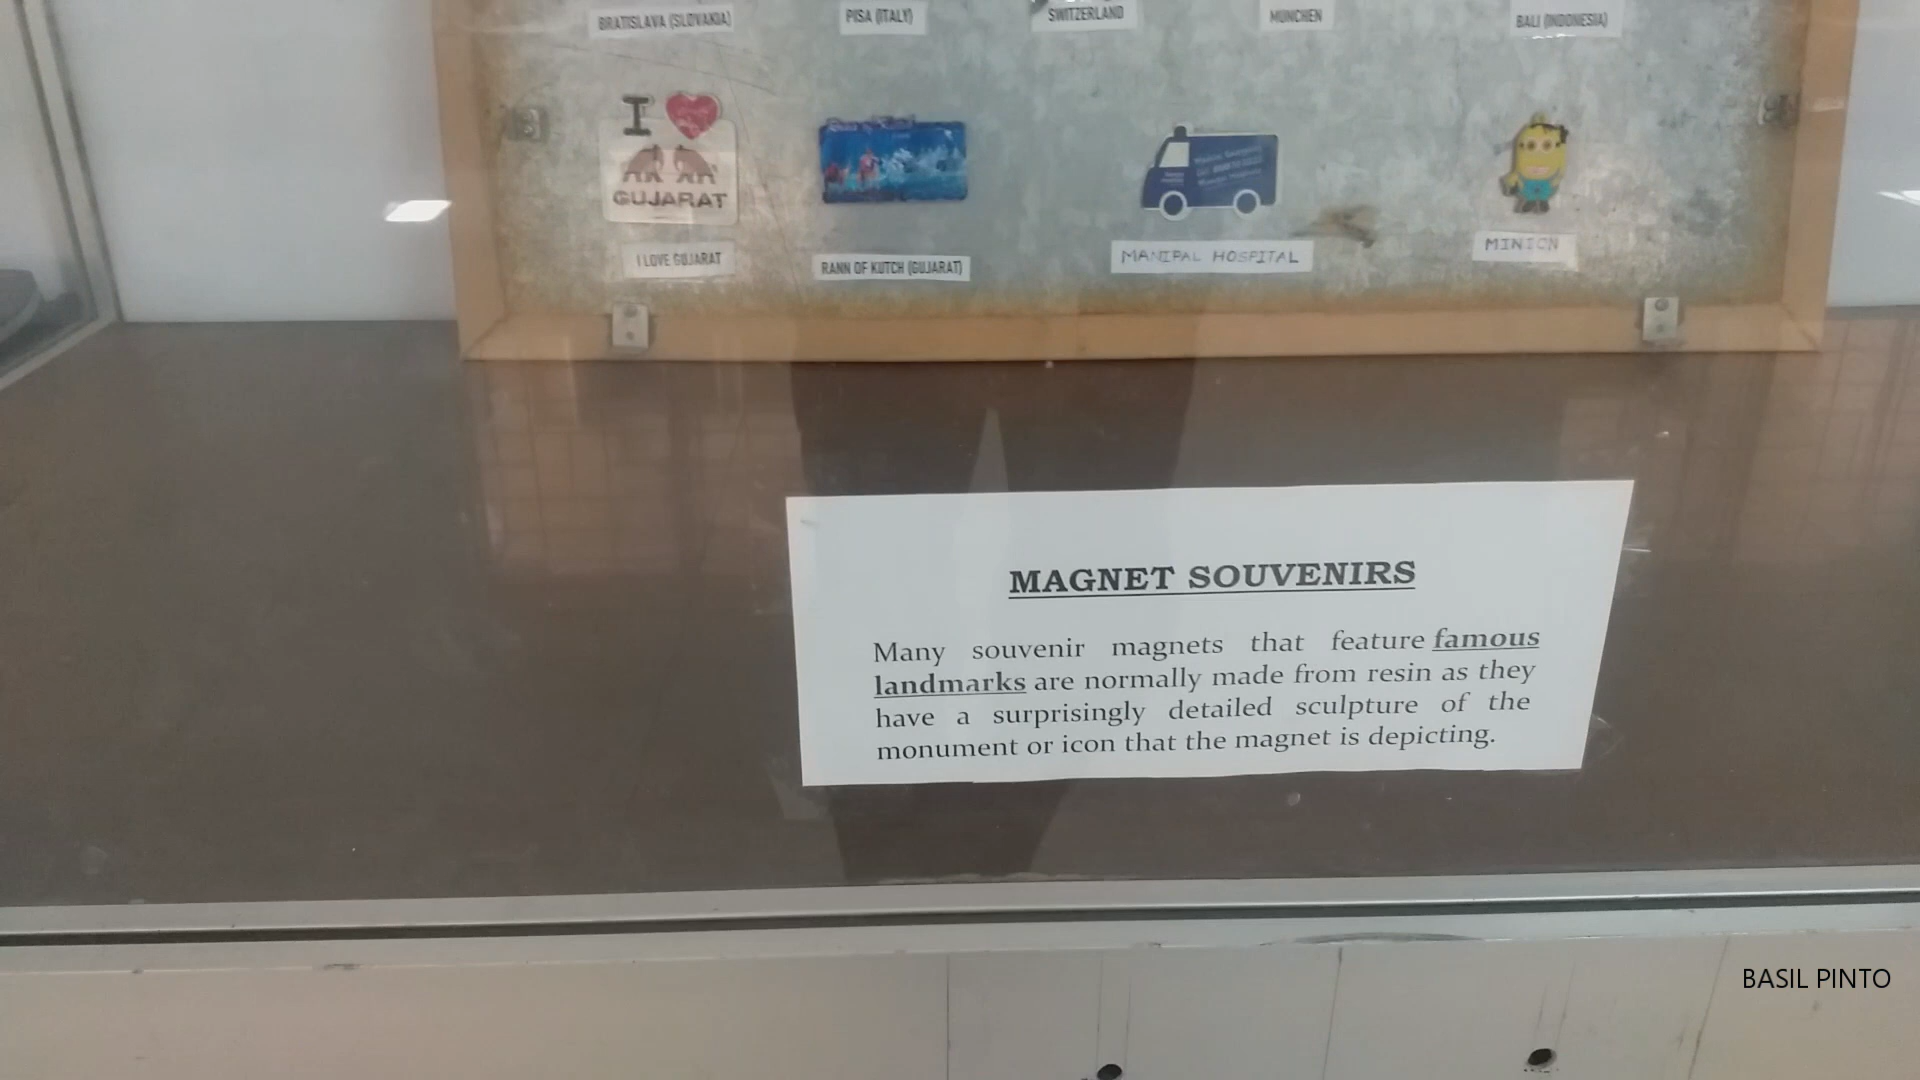 BRATISLAVA (SLOVAKIA)
PISA (ITALY)
SWITZERLAND
MUNCHEN
BALI (INDONESIA)
I
GUJARAT
I LOVE GUJARAT
RANN OF KUTCH (GUJARAT)
MANIPAL HOSPITAL
MINION
MAGNET SOUVENIRS
Many souvenir magnets that feature famous
landmarks are normally made from resin as they
have a surprisingly detailed sculpture of the
monument or icon that the magnet is depicting.
BASIL PINTO